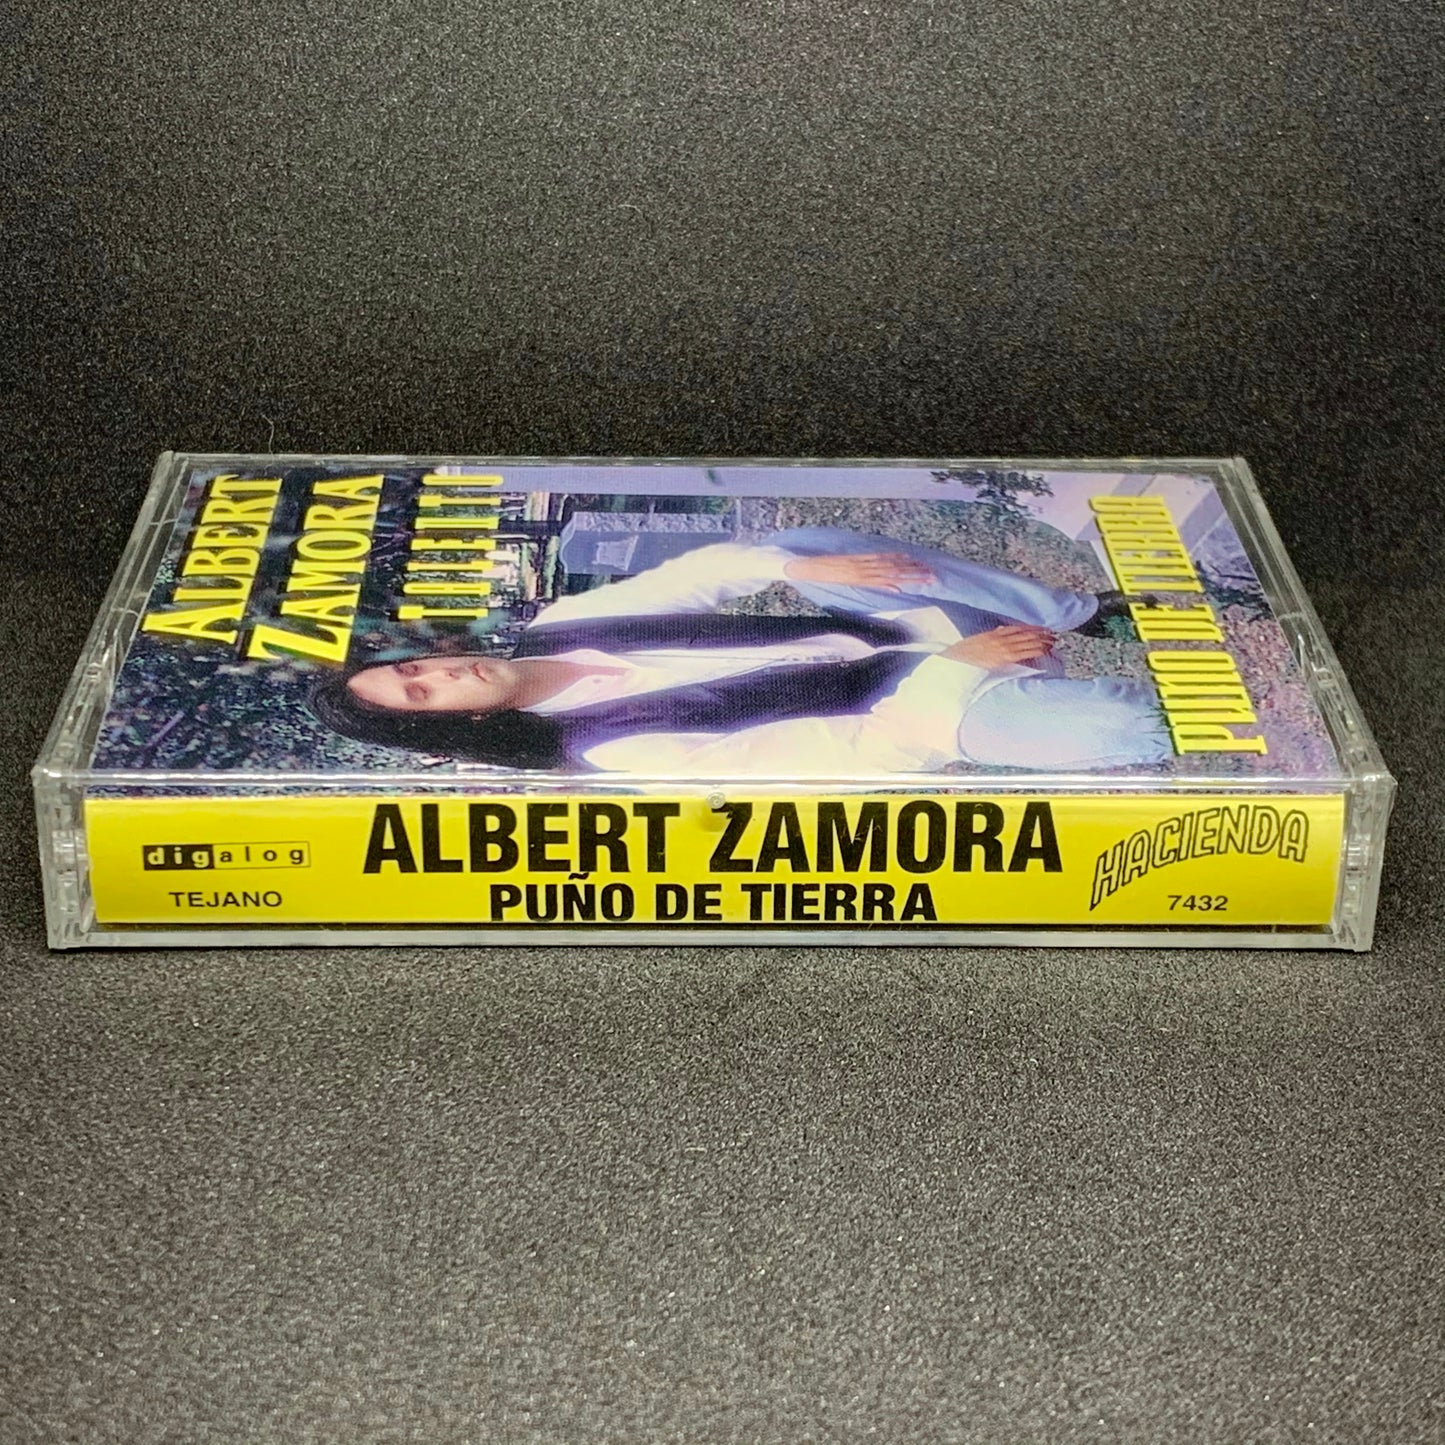 ALBERT
ZAMORA
TALENTO
PUÑO DE TIERRA
digalog
TEJANO
ALBERT ZAMORA
PUÑO DE TIERRA
HACIENDA
7432